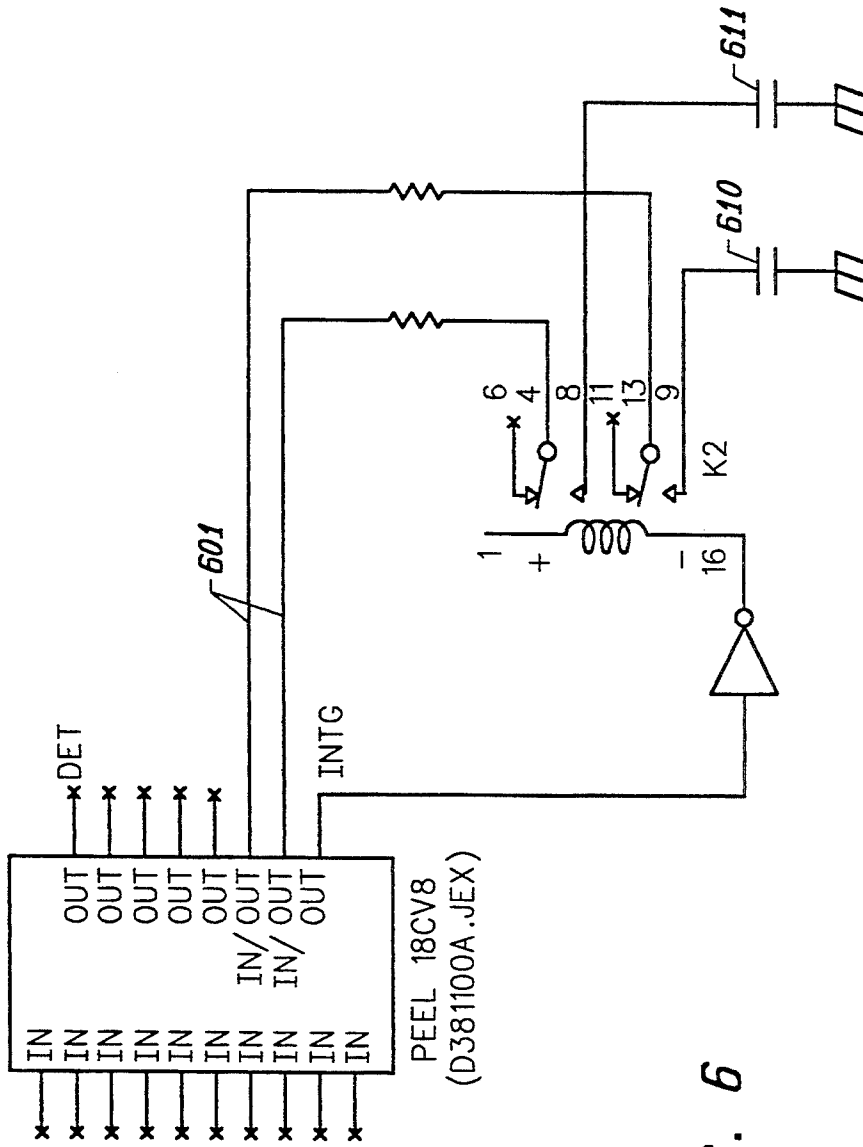 IN
IN
IN
IN
IN
IN
IN
IN
IN
IN
OUT
OUT
OUT
OUT
OUT
IN/OUT
IN/OUT
OUT
DET
INTG
PEEL 18CV8
(D381100A.JEX)
601
1
+
-
16
6
4
8
11
13
9
K2
610
611
. 6